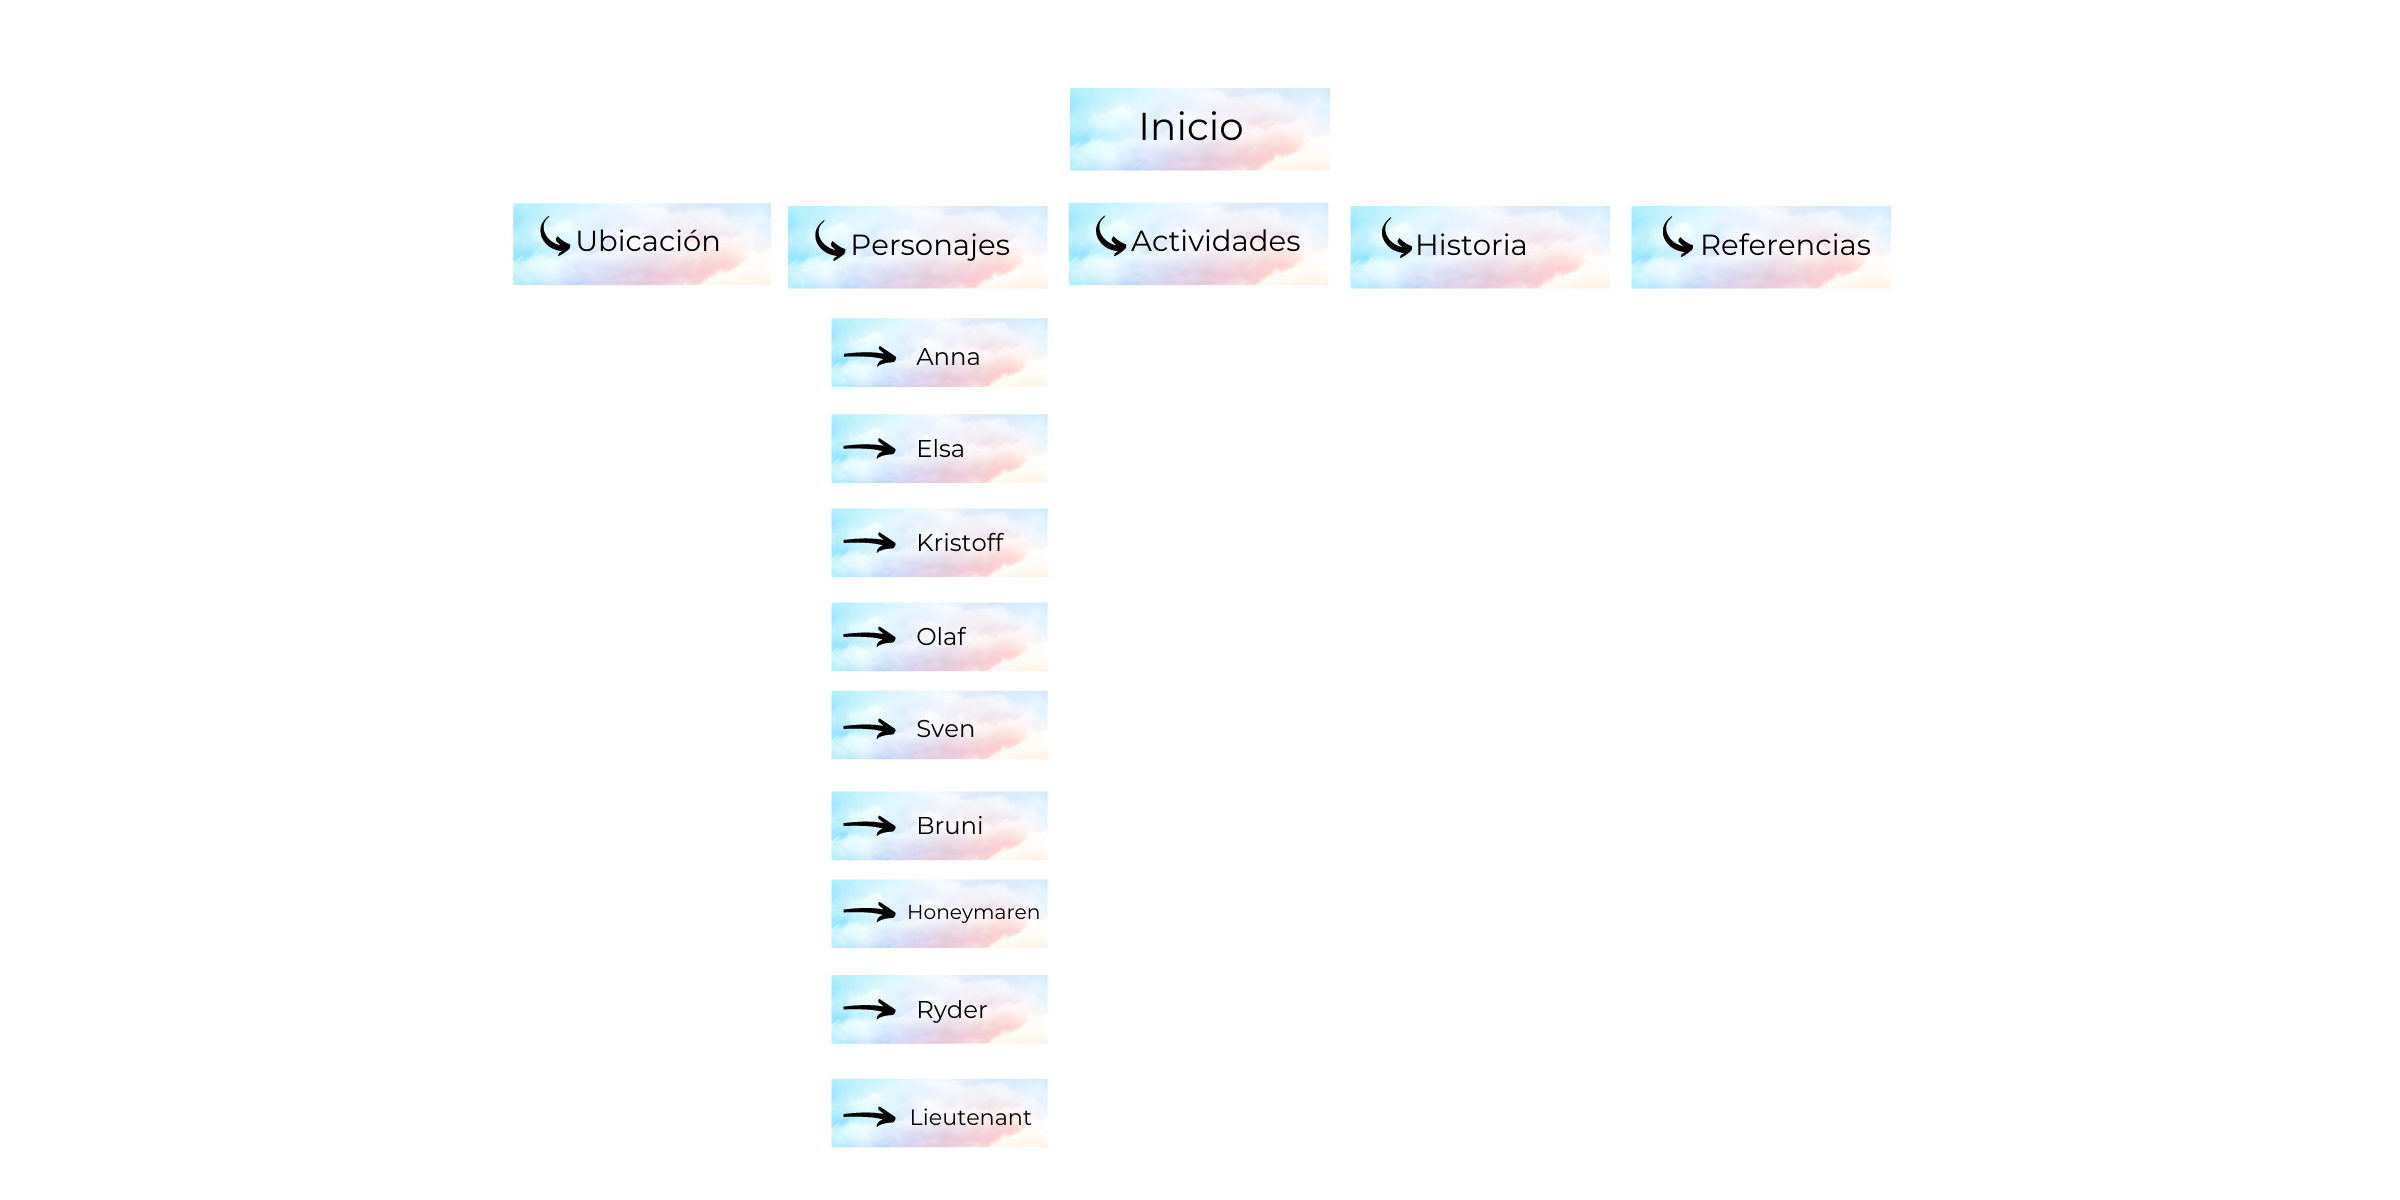 Inicio
Ubicación
Personajes
Actividades
Historia
Referencias
Anna
Elsa
Kristoff
Olaf
Sven
Bruni
Honeymaren
Ryder
Lieutenant